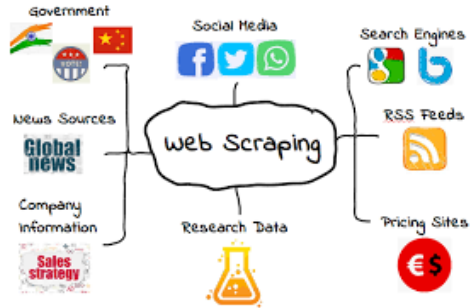 Government
Social Media
Search Engines
VOTE!
News Sources
Global
news
Web Scraping
RSS Feeds
Company
Information
Sales
strategy
Research Data
Pricing Sites
€$